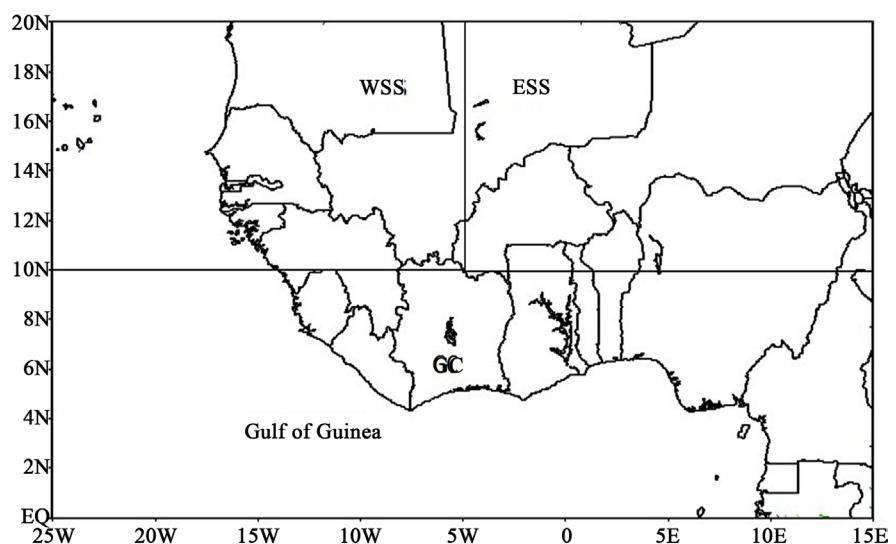 20N
18N
WSS ESS
16N
14N
12N
10N
8N
6N
GC
4N
Gulf of Guinea
2N
EQ
25W 20W 15W 10W 5W 0 5E 10E 15E